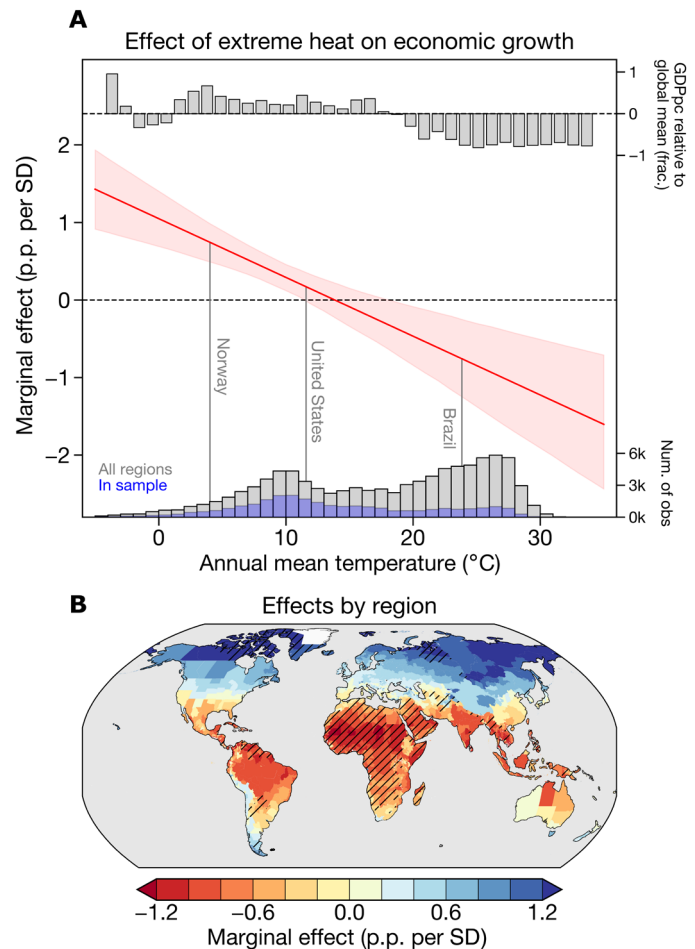 A
Effect of extreme heat on economic growth
1
0
−1
GDPpc relative to
global mean (frac.)
2
1
0
−1
−2
Marginal effect (p.p. per SD)
Norway
United States
Brazil
All regions
In sample
6k
3k
0k
Num. of obs
0 10 20 30
Annual mean temperature (°C)
B
Effects by region
−1.2 −0.6 0.0 0.6 1.2
Marginal effect (p.p. per SD)